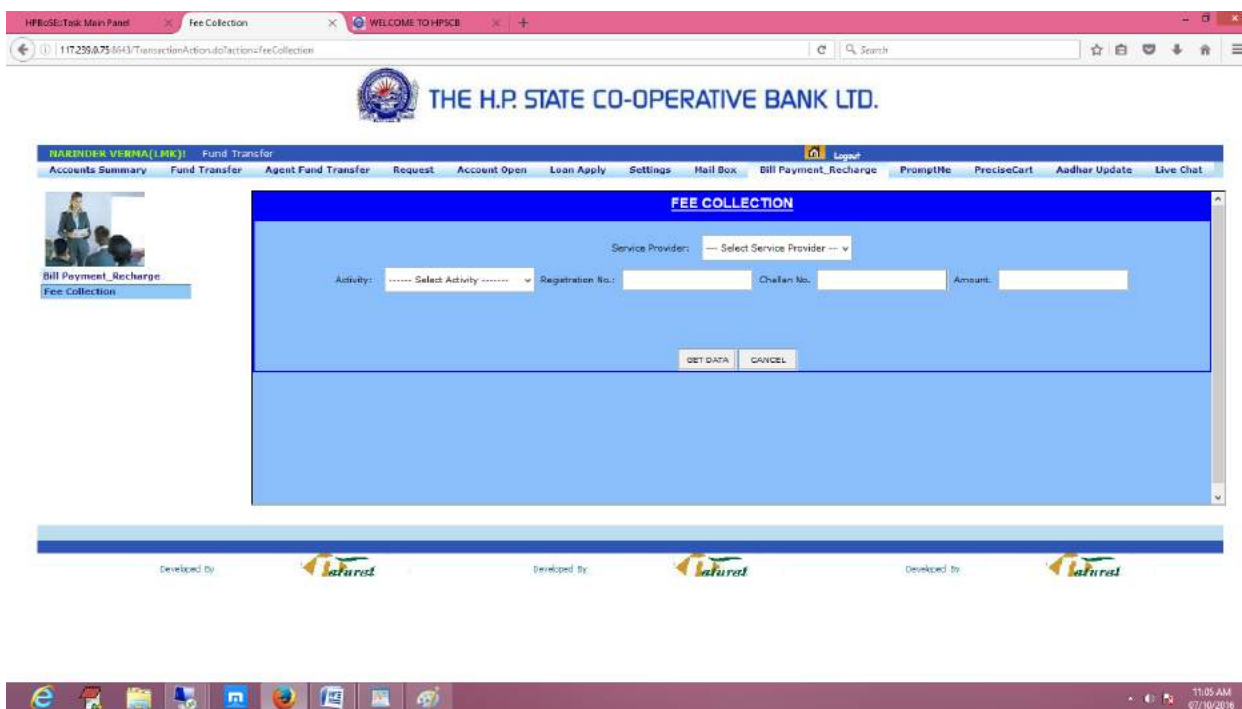 HPBoSE::Task Main Panel Fee Collection WELCOME TO HPSCB
117.239.0.75:8643/TransactionAction.do?action=feeCollection Search
THE H.P. STATE CO-OPERATIVE BANK LTD.
NARINDER VERMA(LMK)! Fund Transfer Logout
Accounts Summary Fund Transfer Agent Fund Transfer Request Account Open Loan Apply Settings Mail Box Bill Payment_Recharge PromptMe PreciseCart Aadhar Update Live Chat
FEE COLLECTION
Service Provider: --- Select Service Provider ---
Bill Payment_Recharge
Fee Collection
Activity: ------ Select Activity ------- Registration No.: Challan No. Amount.
GET DATA CANCEL
Developed By Developed By Developed By
11:05 AM
07/10/2016